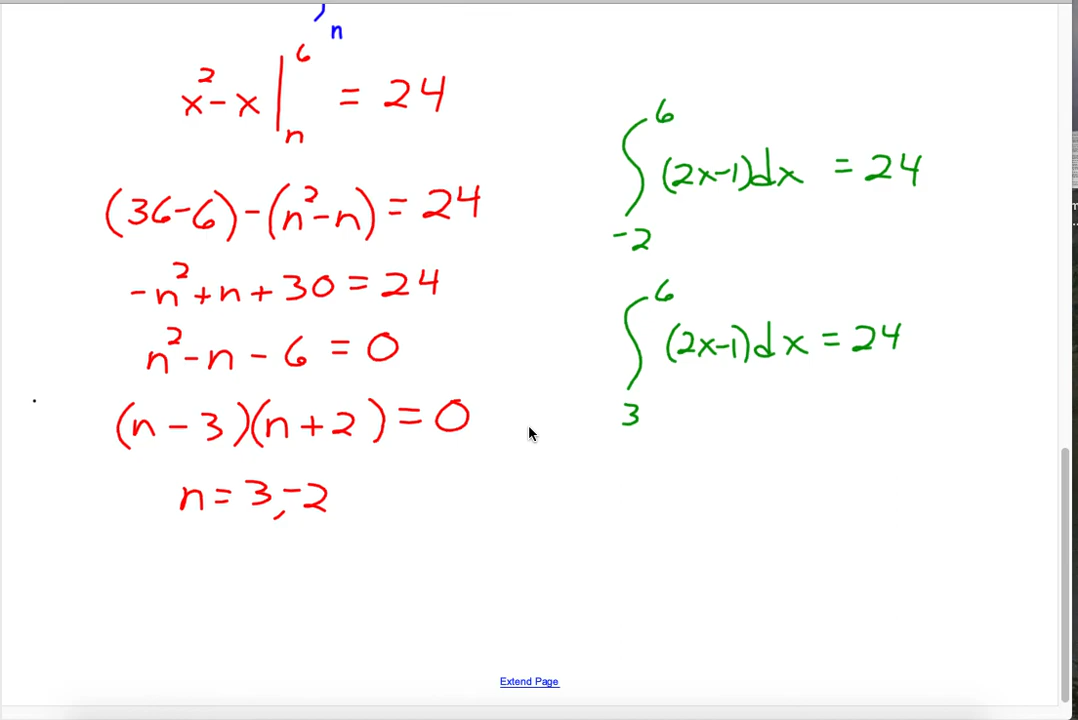 n
x²-x |ₙ⁶ = 24
(36-6)-(n²-n) = 24
-n²+n+30 = 24
n²-n-6 = 0
(n-3)(n+2) = 0
n = 3,-2
∫₋₂⁶ (2x-1)dx = 24
∫₃⁶ (2x-1)dx = 24
Extend Page